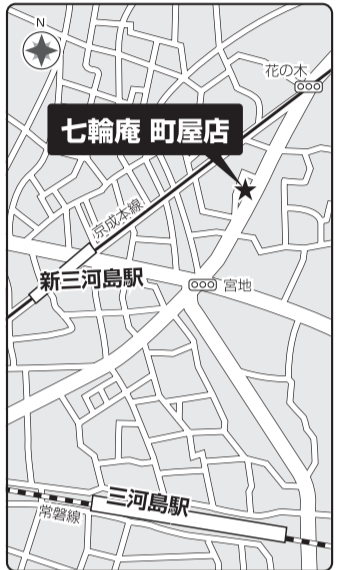 N
花の木
七輪庵 町屋店
京成本線
新三河島駅
宮地
三河島駅
常磐線